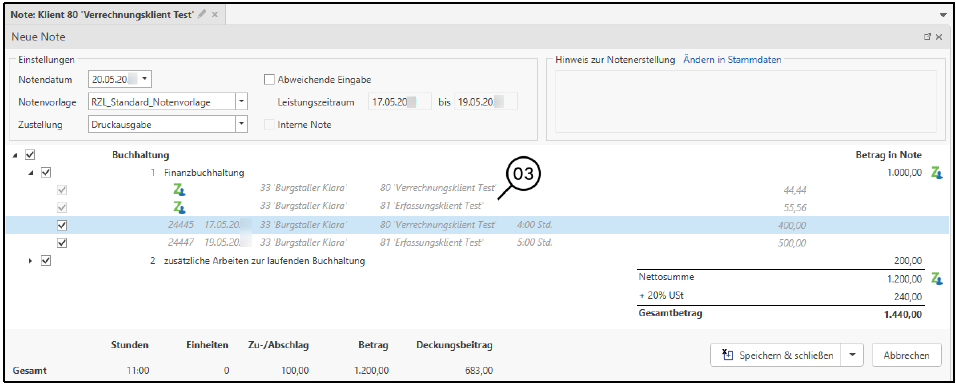 Note: Klient 80 'Verrechnungsklient Test'
Neue Note
Einstellungen
Hinweis zur Notenerstellung Ändern in Stammdaten
Notendatum 20.05.20 Abweichende Eingabe
Notenvorlage RZL_Standard_Notenvorlage Leistungszeitraum 17.05.20 bis 19.05.20
Zustellung Druckausgabe Interne Note
Buchhaltung Betrag in Note
1 Finanzbuchhaltung 1.000,00
03
33 'Burgstaller Klara' 80 'Verrechnungsklient Test' 44,44
33 'Burgstaller Klara' 81 'Erfassungsklient Test' 55,56
24445 17.05.20 33 'Burgstaller Klara' 80 'Verrechnungsklient Test' 4:00 Std. 400,00
24447 19.05.20 33 'Burgstaller Klara' 81 'Erfassungsklient Test' 5:00 Std. 500,00
2 zusätzliche Arbeiten zur laufenden Buchhaltung 200,00
Nettosumme 1.200,00
+ 20% USt 240,00
Gesamtbetrag 1.440,00
Stunden Einheiten Zu-/Abschlag Betrag Deckungsbeitrag
Speichern & schließen Abbrechen
Gesamt 11:00 0 100,00 1.200,00 683,00